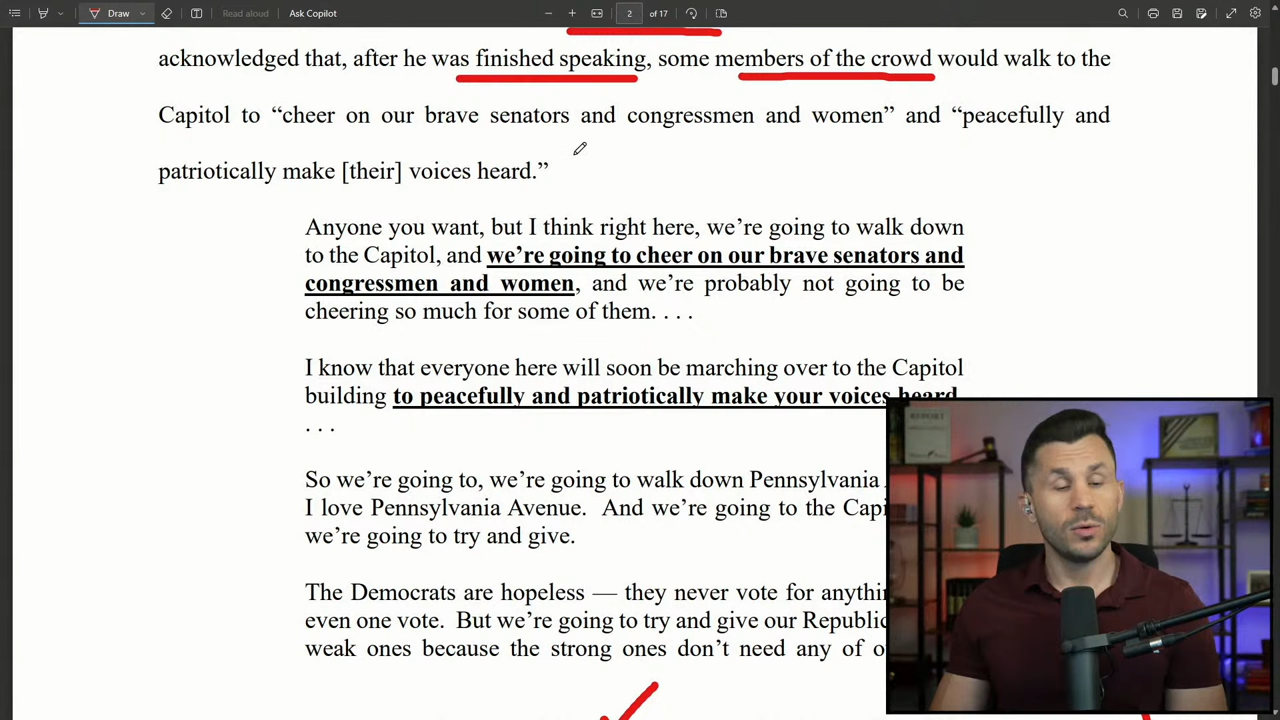 Draw
Read aloud
Ask Copilot
2
of 17
acknowledged that, after he was finished speaking, some members of the crowd would walk to the
Capitol to “cheer on our brave senators and congressmen and women” and “peacefully and
patriotically make [their] voices heard.”
Anyone you want, but I think right here, we’re going to walk down
to the Capitol, and we’re going to cheer on our brave senators and
congressmen and women, and we’re probably not going to be
cheering so much for some of them. . . .
I know that everyone here will soon be marching over to the Capitol
building to peacefully and patriotically make your voices heard.
. . .
So we’re going to, we’re going to walk down Pennsylvania
I love Pennsylvania Avenue. And we’re going to the Capi
we’re going to try and give.
The Democrats are hopeless — they never vote for anythin
even one vote. But we’re going to try and give our Republic
weak ones because the strong ones don’t need any of o